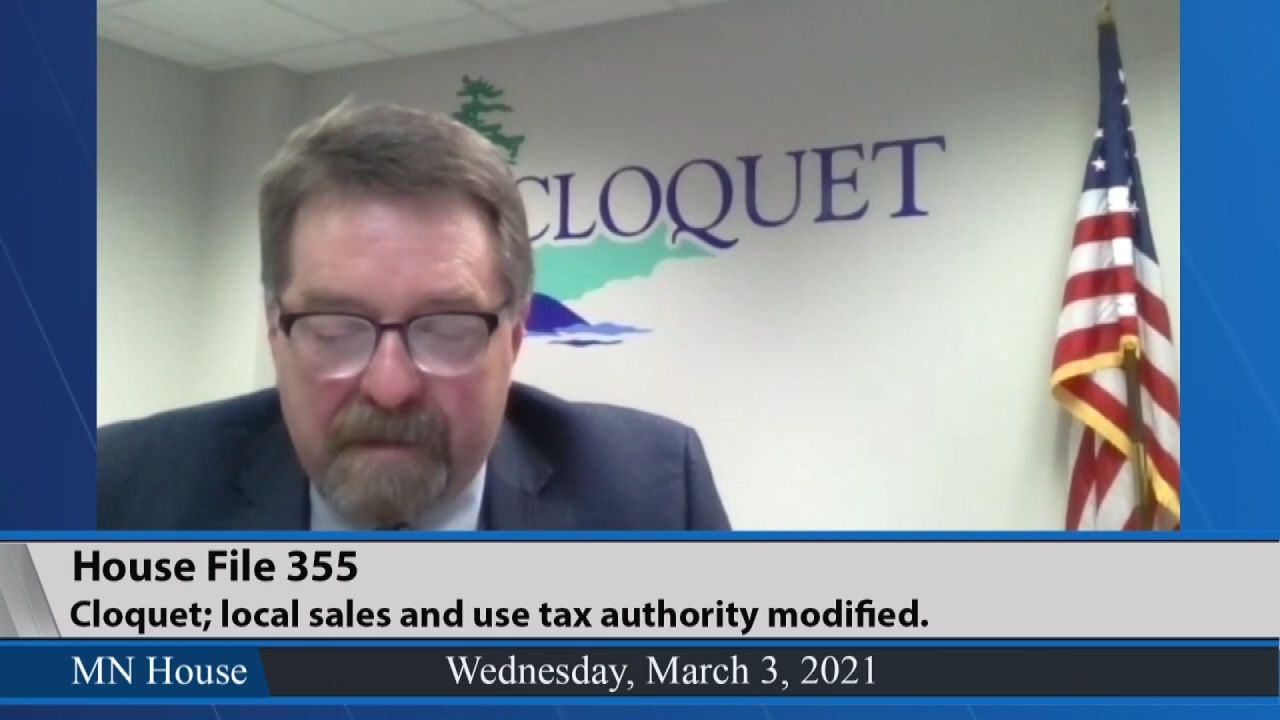 CLOQUET
House File 355
Cloquet; local sales and use tax authority modified.
MN House
Wednesday, March 3, 2021